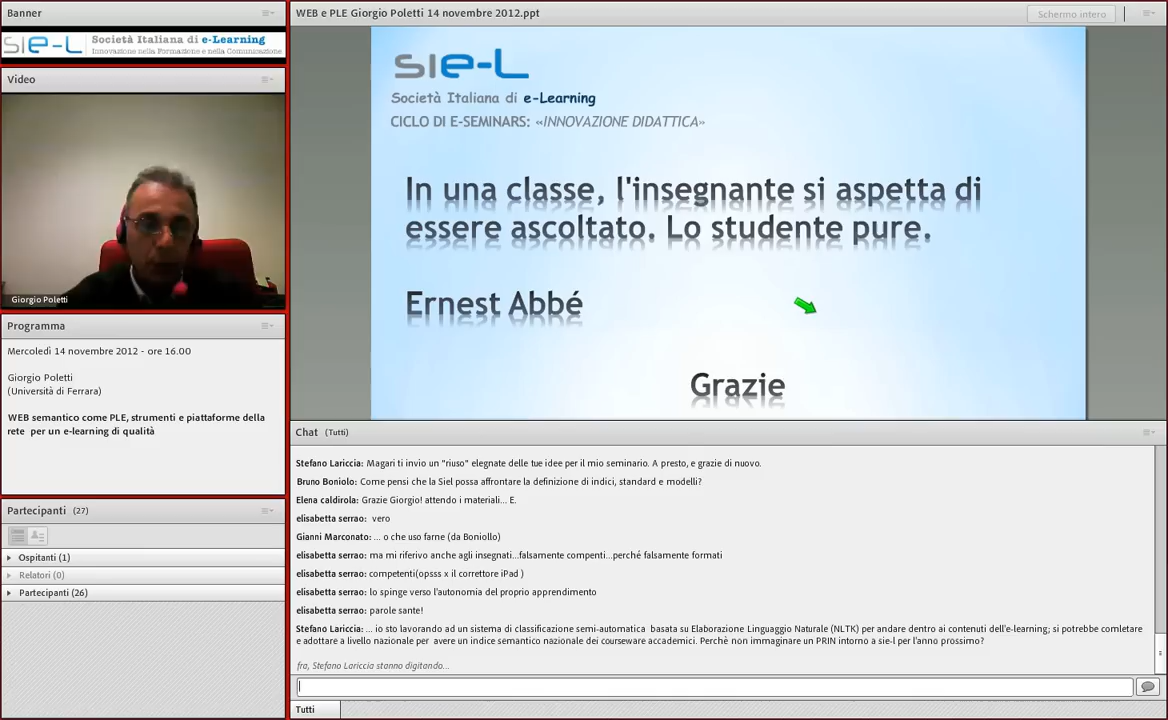 Banner
sie-L Società Italiana di e-Learning
Innovazione nella Formazione e nella Comunicazione
Video
Giorgio Poletti
Programma
Mercoledì 14 novembre 2012 - ore 16.00
Giorgio Poletti
(Università di Ferrara)
WEB semantico come PLE, strumenti e piattaforme della
rete per un e-learning di qualità
Partecipanti (27)
Ospitanti (1)
Relatori (0)
Partecipanti (26)
WEB e PLE Giorgio Poletti 14 novembre 2012.ppt
Schermo intero
sie-L
Società Italiana di e-Learning
CICLO DI E-SEMINARS: «INNOVAZIONE DIDATTICA»
In una classe, l'insegnante si aspetta di
essere ascoltato. Lo studente pure.
Ernest Abbé
Grazie
Chat (Tutti)
Stefano Lariccia: Magari ti invio un "riuso" elegnate delle tue idee per il mio seminario. A presto, e grazie di nuovo.
Bruno Boniolo: Come pensi che la Siel possa affrontare la definizione di indici, standard e modelli?
Elena caldirola: Grazie Giorgio! attendo i materiali... E.
elisabetta serrao: vero
Gianni Marconato: ... o che uso farne (da Boniollo)
elisabetta serrao: ma mi riferivo anche agli insegnati...falsamente compenti...perché falsamente formati
elisabetta serrao: competenti(opsss x il correttore iPad )
elisabetta serrao: lo spinge verso l'autonomia del proprio apprendimento
elisabetta serrao: parole sante!
Stefano Lariccia: ... io sto lavorando ad un sistema di classificazione semi-automatica basata su Elaborazione Linguaggio Naturale (NLTK) per andare dentro ai contenuti dell'e-learning; si potrebbe comletare
e adottare a livello nazionale per avere un indice semantico nazionale dei courseware accademici. Perchè non immaginare un PRIN intorno a sie-l per l'anno prossimo?
fra, Stefano Lariccia stanno digitando...
Tutti